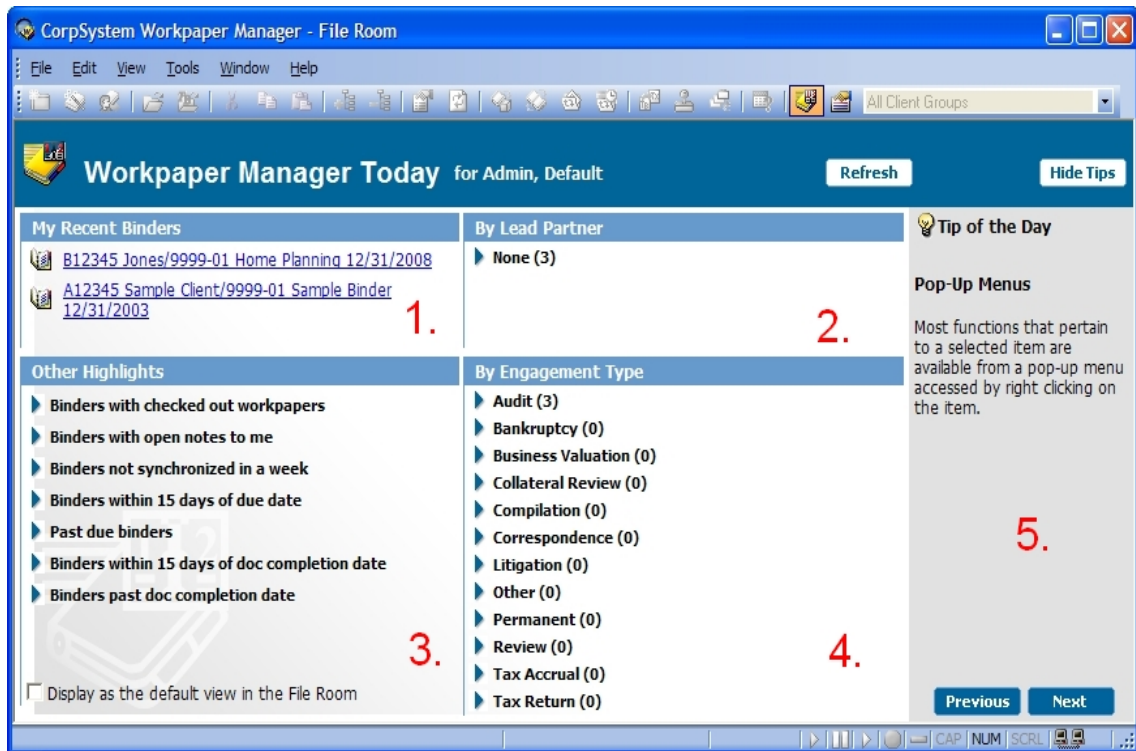 CorpSystem Workpaper Manager - File Room
File Edit View Tools Window Help
All Client Groups
Workpaper Manager Today for Admin, Default
Refresh
Hide Tips
My Recent Binders
B12345 Jones/9999-01 Home Planning 12/31/2008
A12345 Sample Client/9999-01 Sample Binder
12/31/2003
1.
By Lead Partner
None (3)
2.
Other Highlights
Binders with checked out workpapers
Binders with open notes to me
Binders not synchronized in a week
Binders within 15 days of due date
Past due binders
Binders within 15 days of doc completion date
Binders past doc completion date
3.
Display as the default view in the File Room
By Engagement Type
Audit (3)
Bankruptcy (0)
Business Valuation (0)
Collateral Review (0)
Compilation (0)
Correspondence (0)
Litigation (0)
Other (0)
Permanent (0)
Review (0)
Tax Accrual (0)
Tax Return (0)
4.
Tip of the Day
Pop-Up Menus
Most functions that pertain
to a selected item are
available from a pop-up menu
accessed by right clicking on
the item.
5.
Previous Next
CAP NUM SCRL